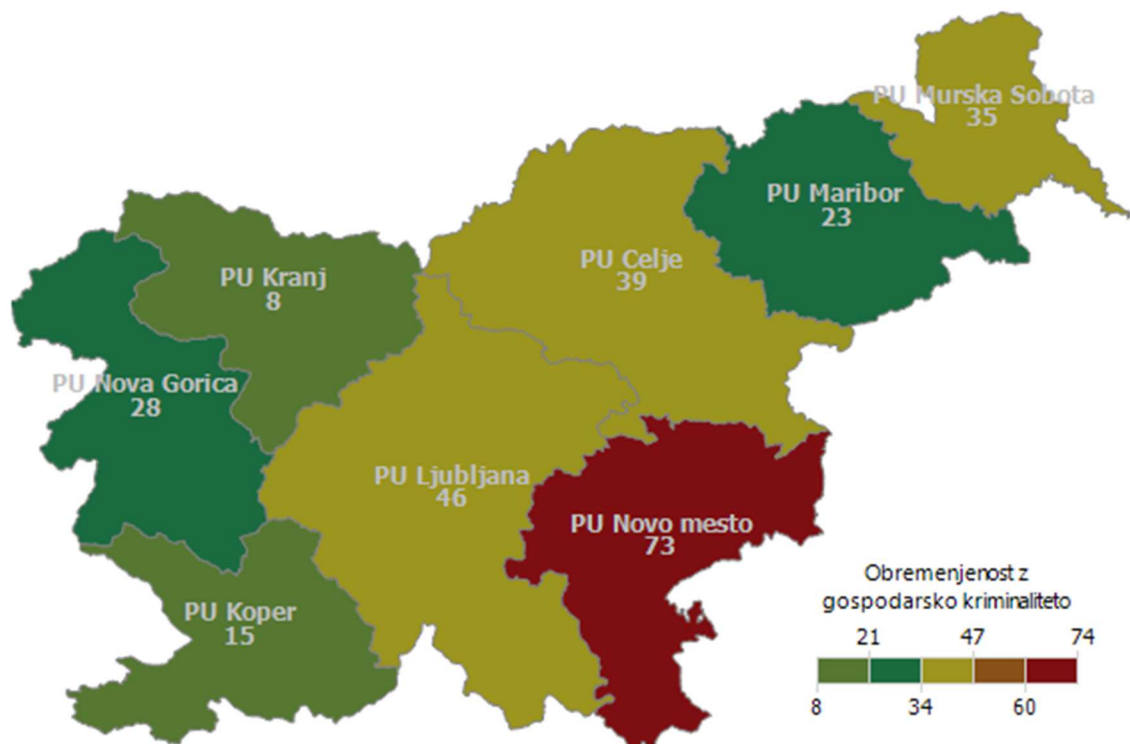 PU Murska Sobota
35
PU Maribor
23
PU Celje
39
PU Kranj
8
PU Nova Gorica
28
PU Ljubljana
46
PU Novo mesto
73
PU Koper
15
Obremenjenost z
gospodarsko kriminaliteto
21 47 74
8 34 60